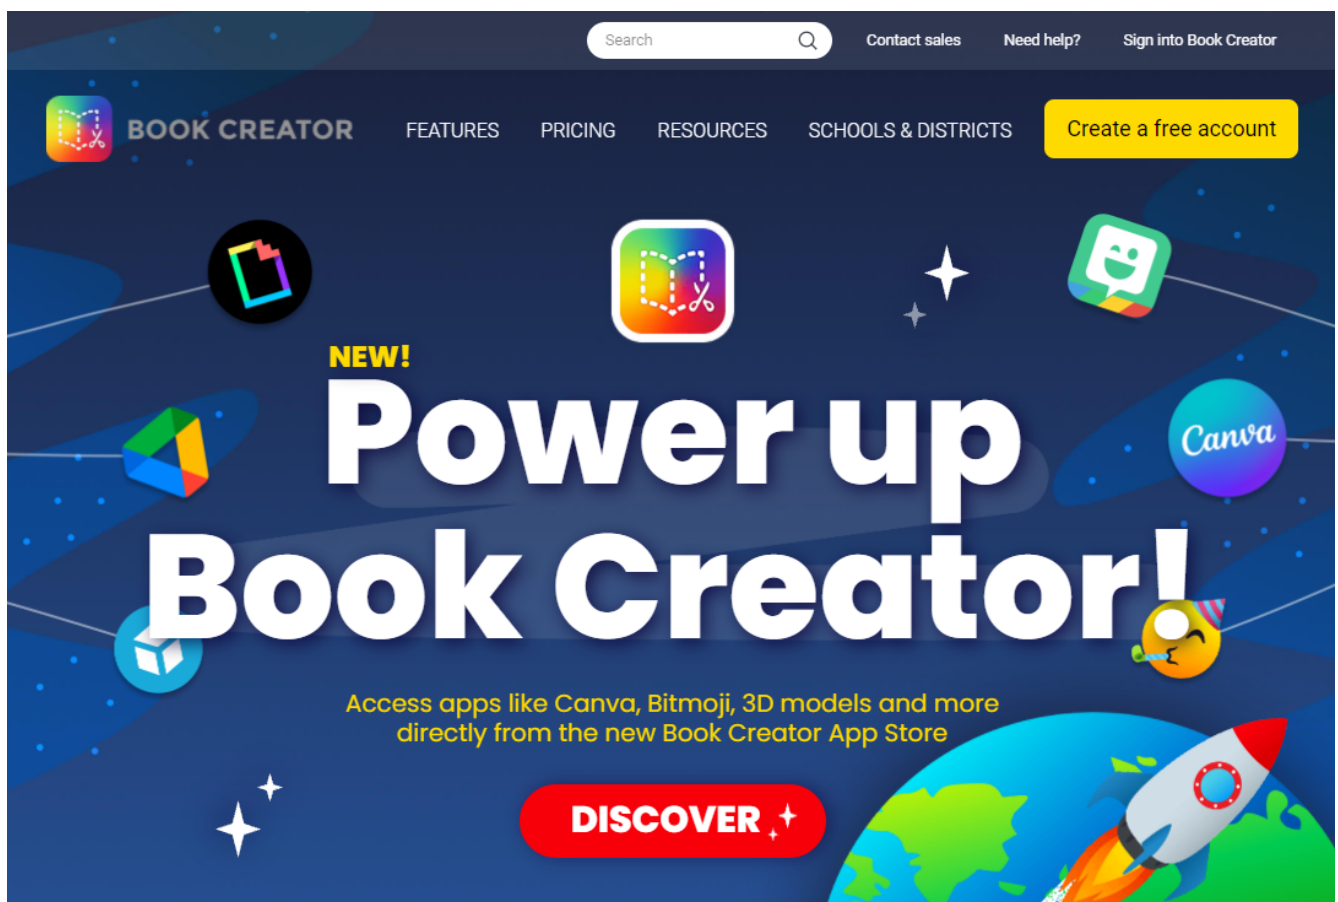 Search
Contact sales
Need help?
Sign into Book Creator
BOOK CREATOR
FEATURES
PRICING
RESOURCES
SCHOOLS & DISTRICTS
Create a free account
NEW!
Power up
Canva
Book Creator!
Access apps like Canva, Bitmoji, 3D models and more
directly from the new Book Creator App Store
DISCOVER